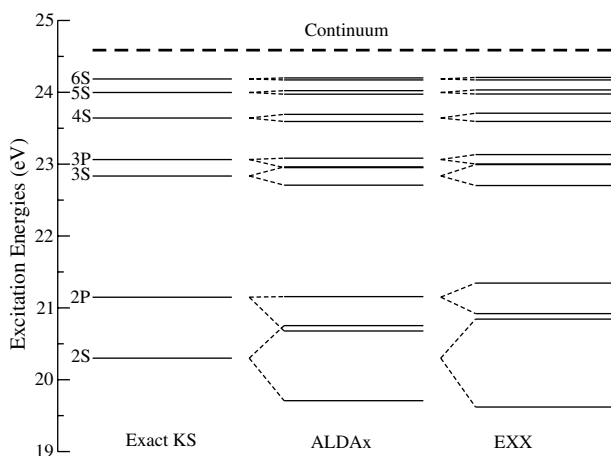 25
Continuum
6S
24
5S
4S
3P
23
3S
22
2P
21
2S
20
19
Excitation Energies (eV)
Exact KS
ALDAx
EXX